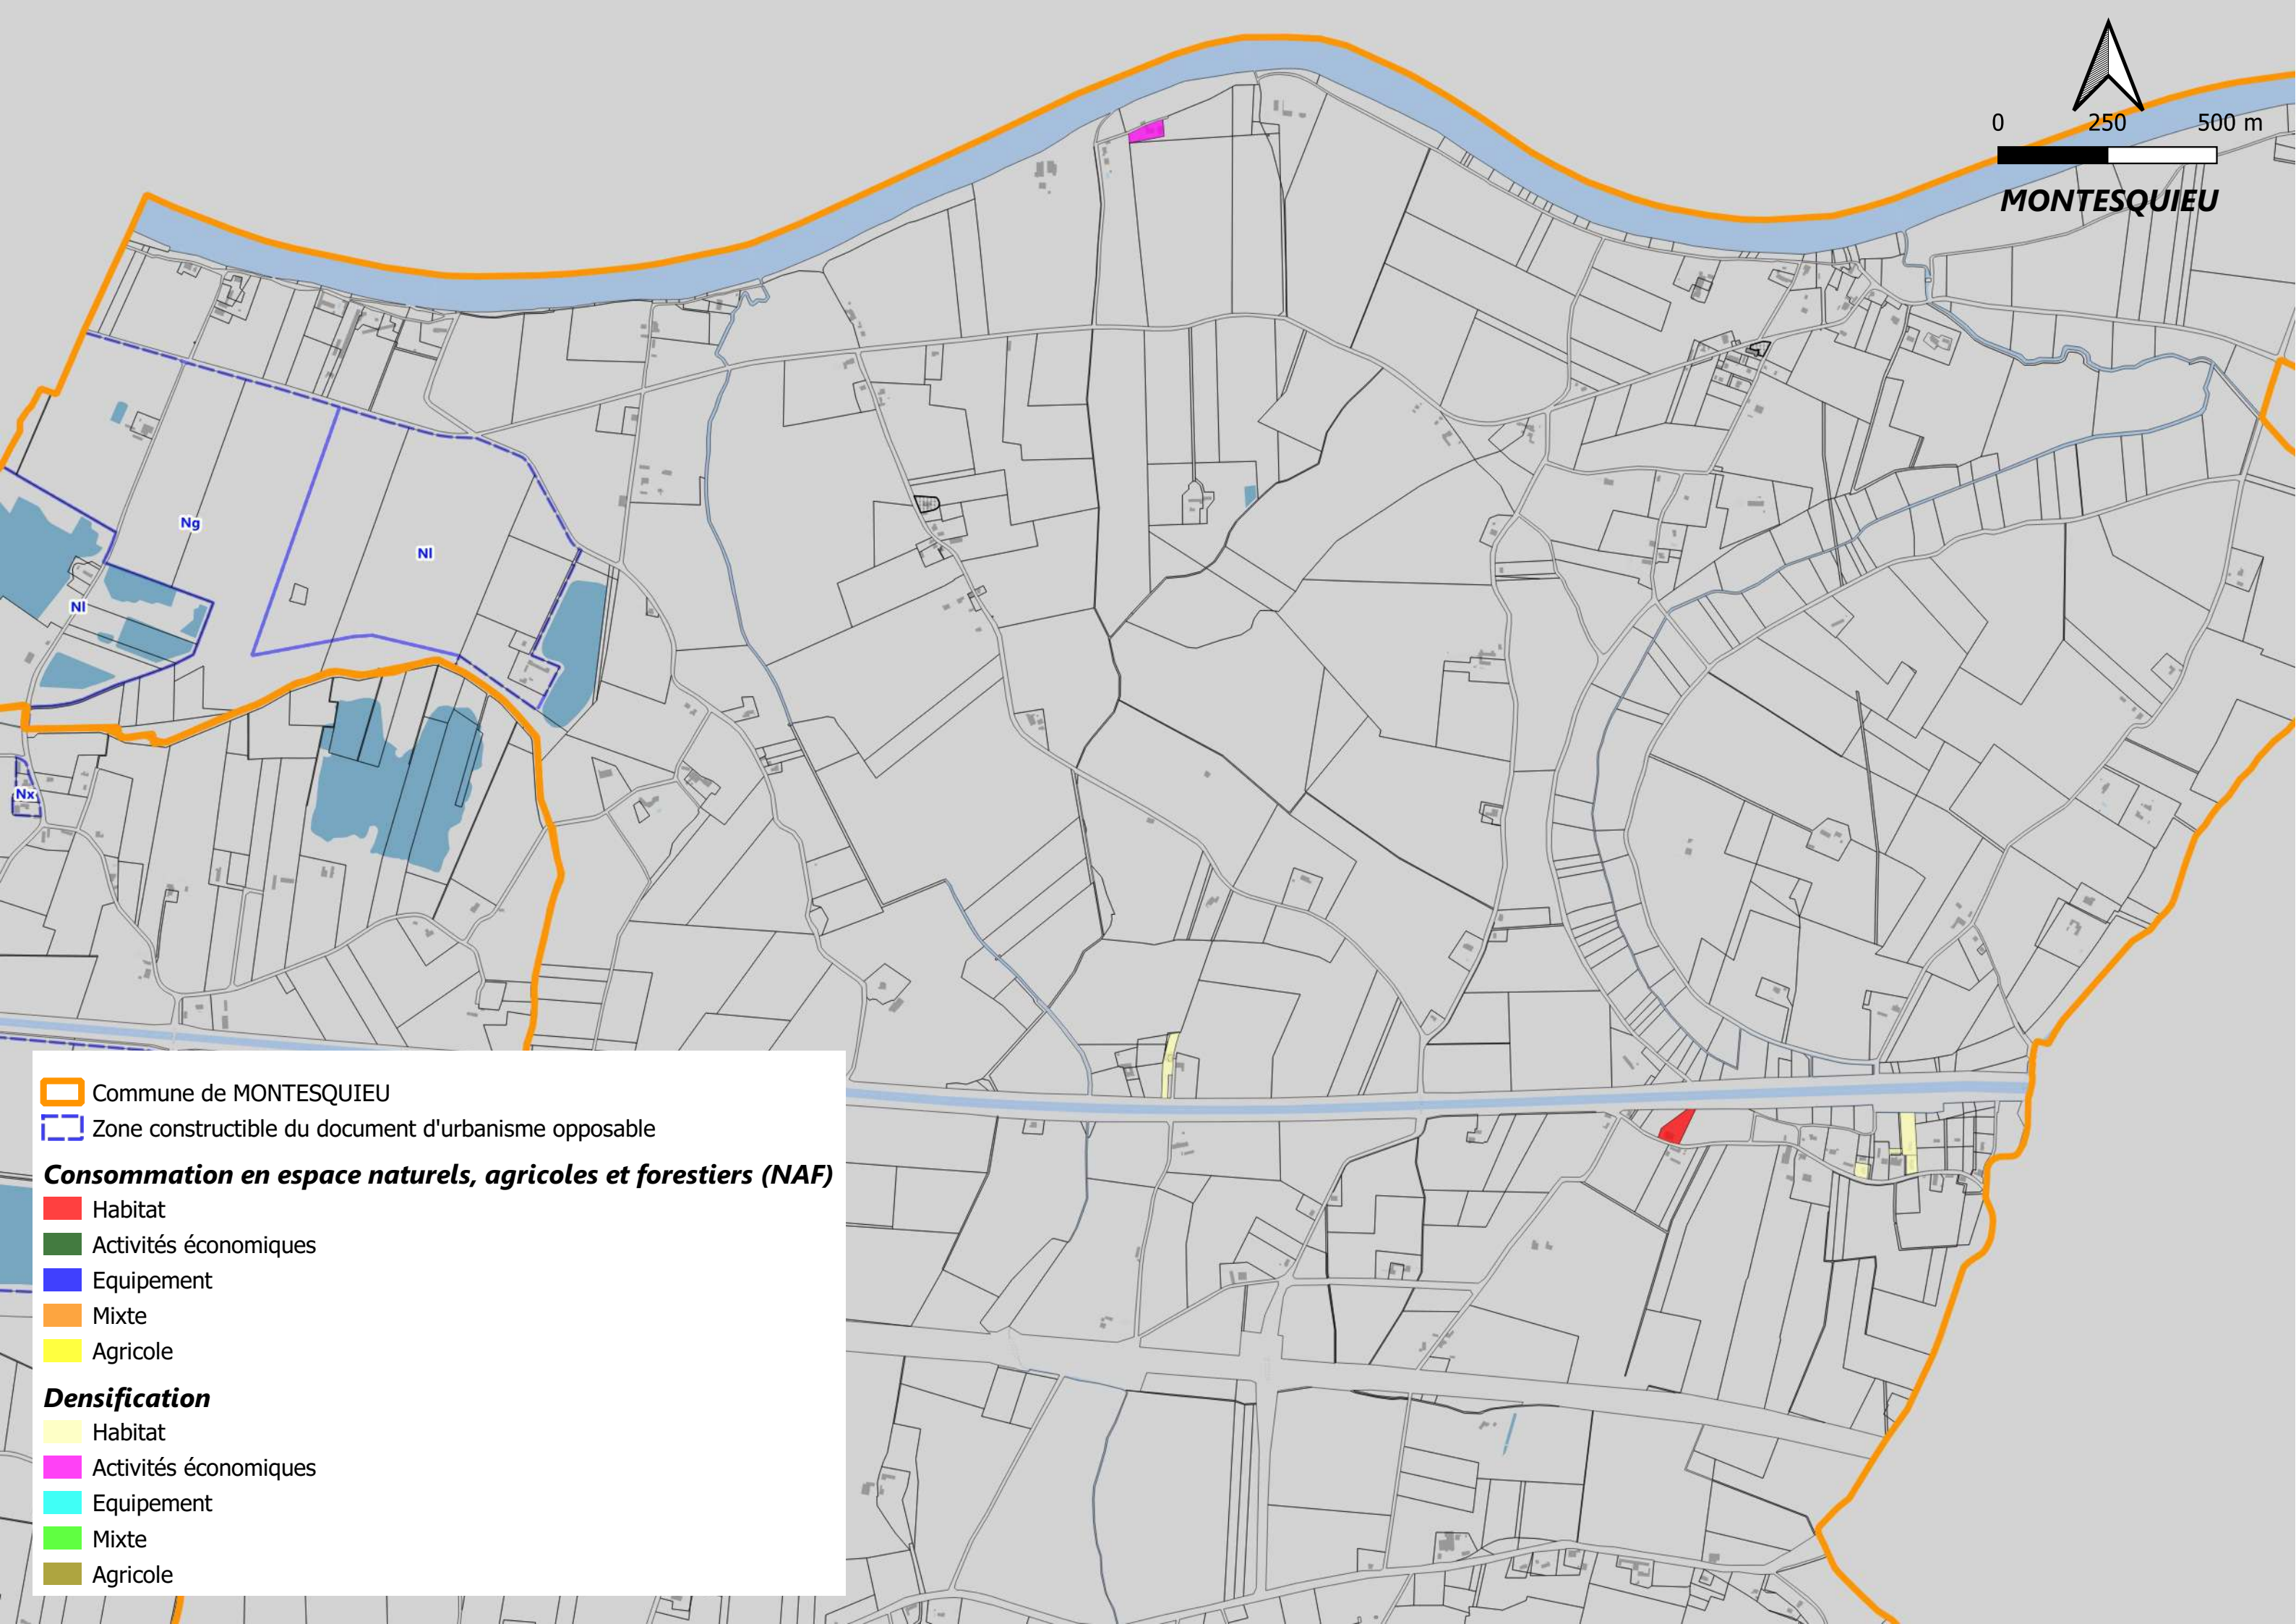 0 250 500 m
MONTESQUIEU
Ng
Nl
Nl
Nx
Commune de MONTESQUIEU
Zone constructible du document d'urbanisme opposable
Consommation en espace naturels, agricoles et forestiers (NAF)
Habitat
Activités économiques
Equipement
Mixte
Agricole
Densification
Habitat
Activités économiques
Equipement
Mixte
Agricole